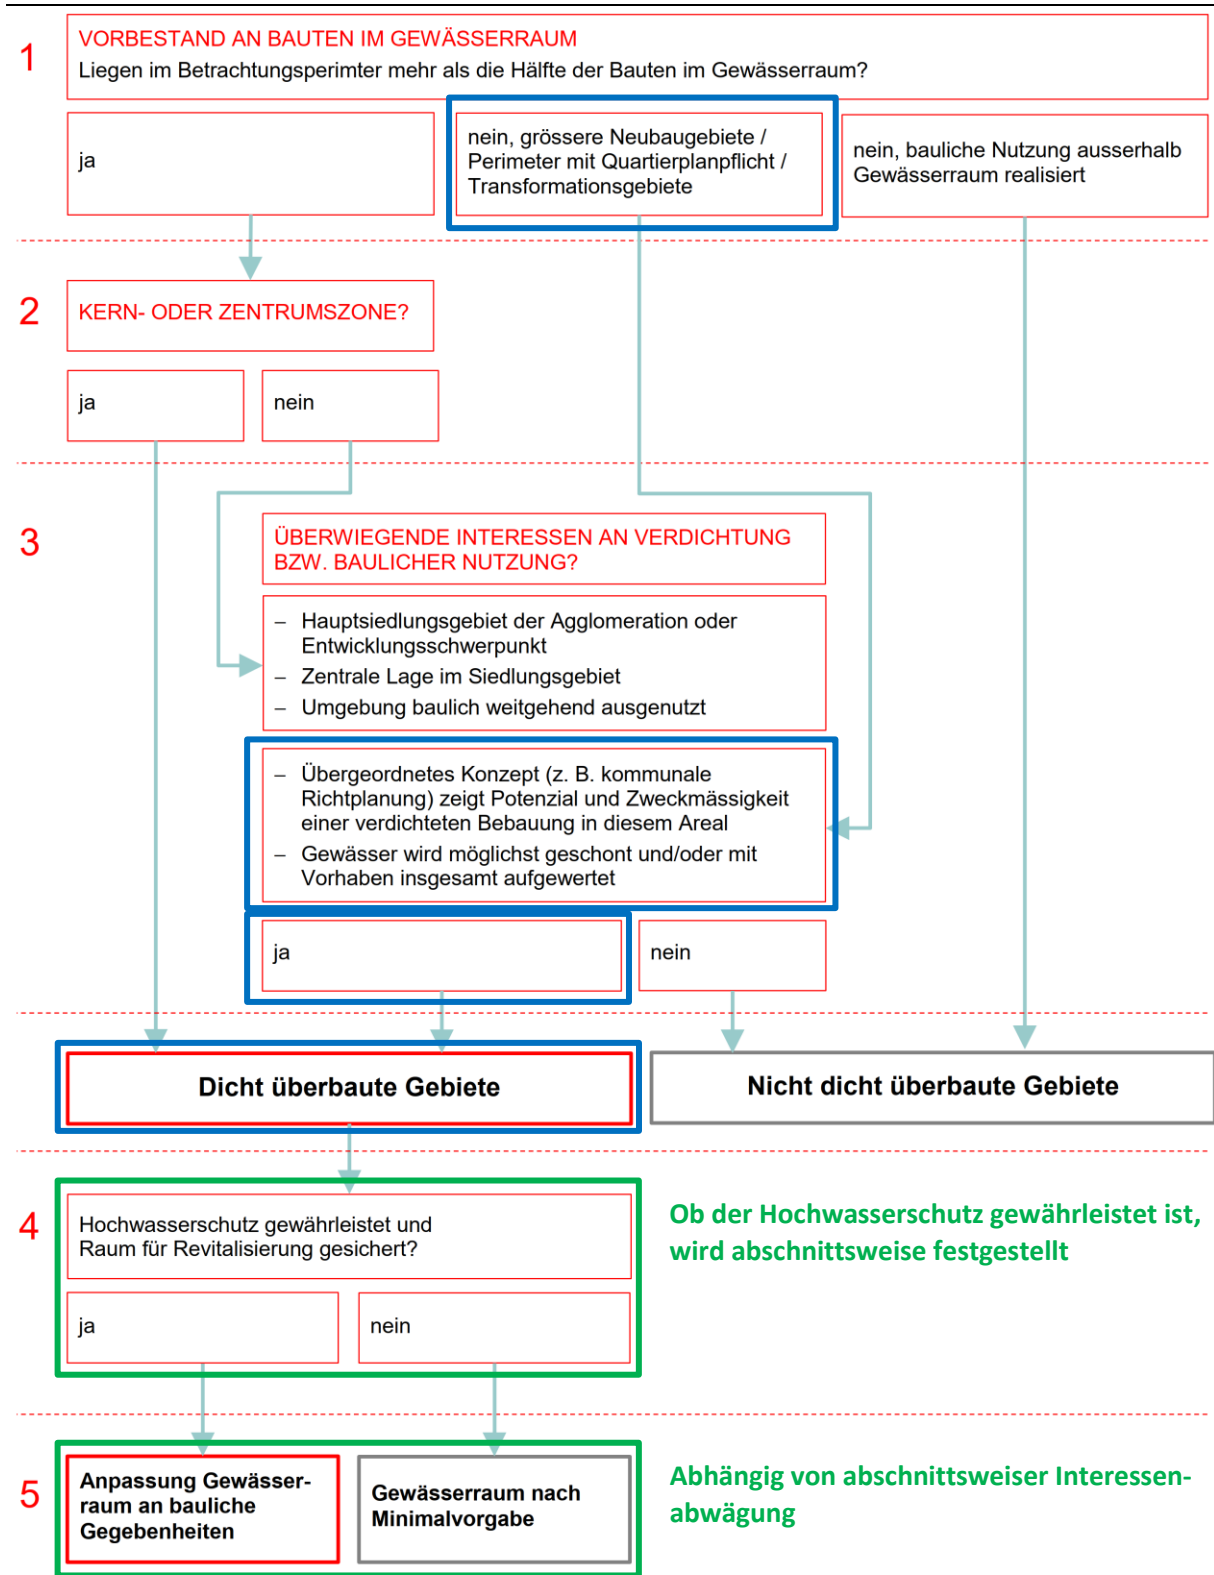 1
VORBESTAND AN BAUTEN IM GEWÄSSERRAUM
Liegen im Betrachtungsperimter mehr als die Hälfte der Bauten im Gewässerraum?
ja
nein, grössere Neubaugebiete /
Perimeter mit Quartierplanpflicht /
Transformationsgebiete
nein, bauliche Nutzung ausserhalb
Gewässerraum realisiert
2
KERN- ODER ZENTRUMSZONE?
ja
nein
3
ÜBERWIEGENDE INTERESSEN AN VERDICHTUNG
BZW. BAULICHER NUTZUNG?
– Hauptsiedlungsgebiet der Agglomeration oder
Entwicklungsschwerpunkt
– Zentrale Lage im Siedlungsgebiet
– Umgebung baulich weitgehend ausgenutzt
– Übergeordnetes Konzept (z. B. kommunale
Richtplanung) zeigt Potenzial und Zweckmässigkeit
einer verdichteten Bebauung in diesem Areal
– Gewässer wird möglichst geschont und/oder mit
Vorhaben insgesamt aufgewertet
ja
nein
Dicht überbaute Gebiete
Nicht dicht überbaute Gebiete
4
Hochwasserschutz gewährleistet und
Raum für Revitalisierung gesichert?
ja
nein
Ob der Hochwasserschutz gewährleistet ist,
wird abschnittsweise festgestellt
5
Anpassung Gewässer-
raum an bauliche
Gegebenheiten
Gewässerraum nach
Minimalvorgabe
Abhängig von abschnittsweiser Interessen-
abwägung